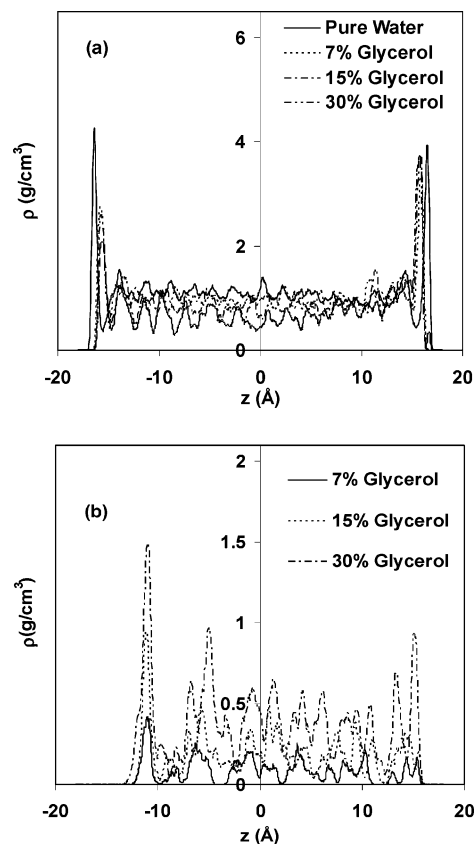 (a)
Pure Water
7% Glycerol
15% Glycerol
30% Glycerol
ρ (g/cm³)
6
4
2
0
-20 -10 0 10 20
z (Å)
(b)
7% Glycerol
15% Glycerol
30% Glycerol
ρ(g/cm³)
2
1.5
1
0.5
0
-20 -10 0 10 20
z (Å)